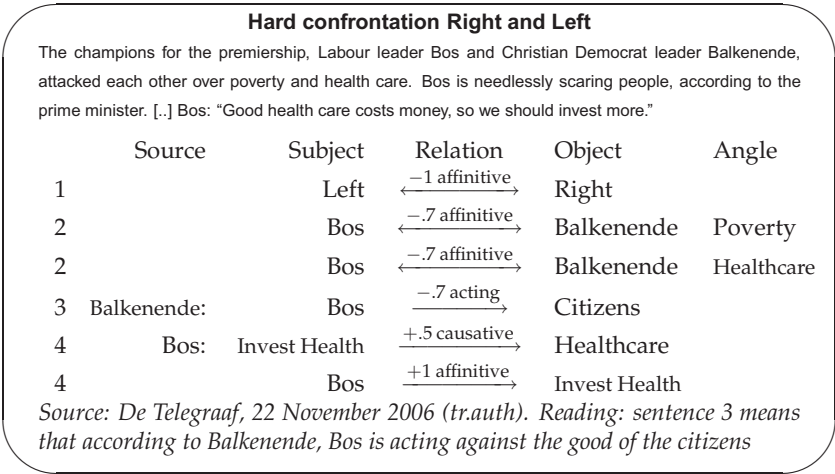 Hard confrontation Right and Left
The champions for the premiership, Labour leader Bos and Christian Democrat leader Balkenende,
attacked each other over poverty and health care. Bos is needlessly scaring people, according to the
prime minister. [..] Bos: “Good health care costs money, so we should invest more.”
Source Subject Relation Object Angle
1 Left ←−1 affinitive→ Right
2 Bos ←−.7 affinitive→ Balkenende Poverty
2 Bos ←−.7 affinitive→ Balkenende Healthcare
3 Balkenende: Bos −.7 acting→ Citizens
4 Bos: Invest Health +.5 causative→ Healthcare
4 Bos +1 affinitive→ Invest Health
Source: De Telegraaf, 22 November 2006 (tr.auth). Reading: sentence 3 means
that according to Balkenende, Bos is acting against the good of the citizens